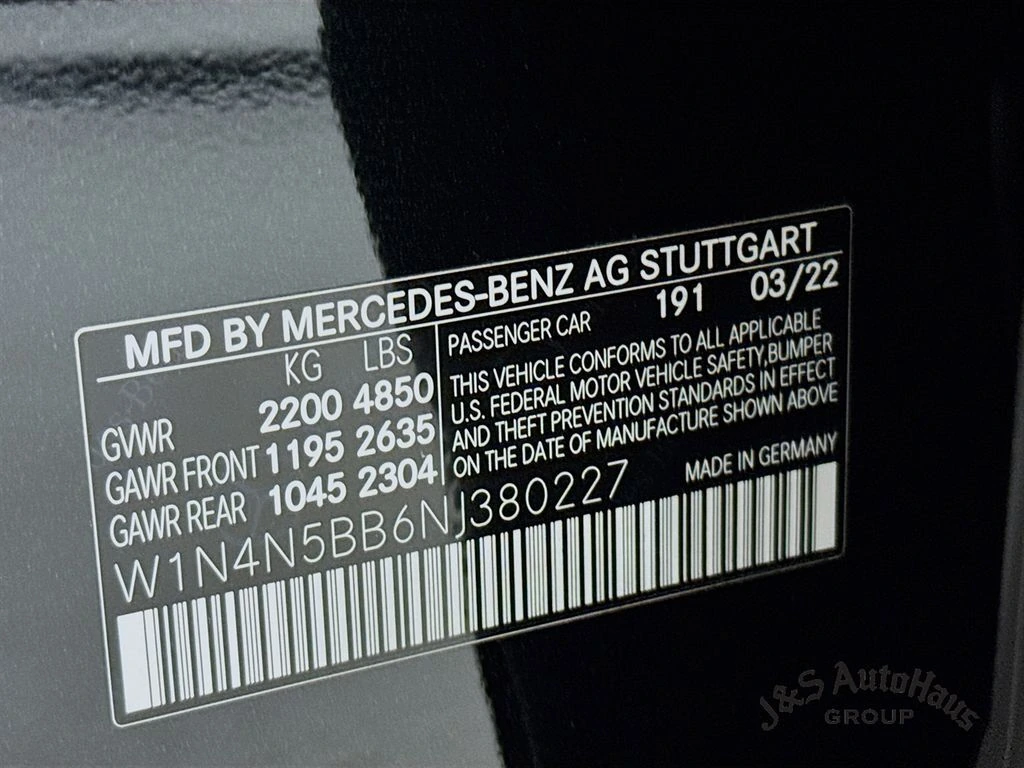 MFD BY MERCEDES-BENZ AG STUTTGART
KG LBS
GVWR 2200 4850
GAWR FRONT 1195 2635
GAWR REAR 1045 2304
PASSENGER CAR 191 03/22
THIS VEHICLE CONFORMS TO ALL APPLICABLE
U.S. FEDERAL MOTOR VEHICLE SAFETY,BUMPER
AND THEFT PREVENTION STANDARDS IN EFFECT
ON THE DATE OF MANUFACTURE SHOWN ABOVE
MADE IN GERMANY
W1N4N5BB6NJ380227
J&S AutoHaus
GROUP